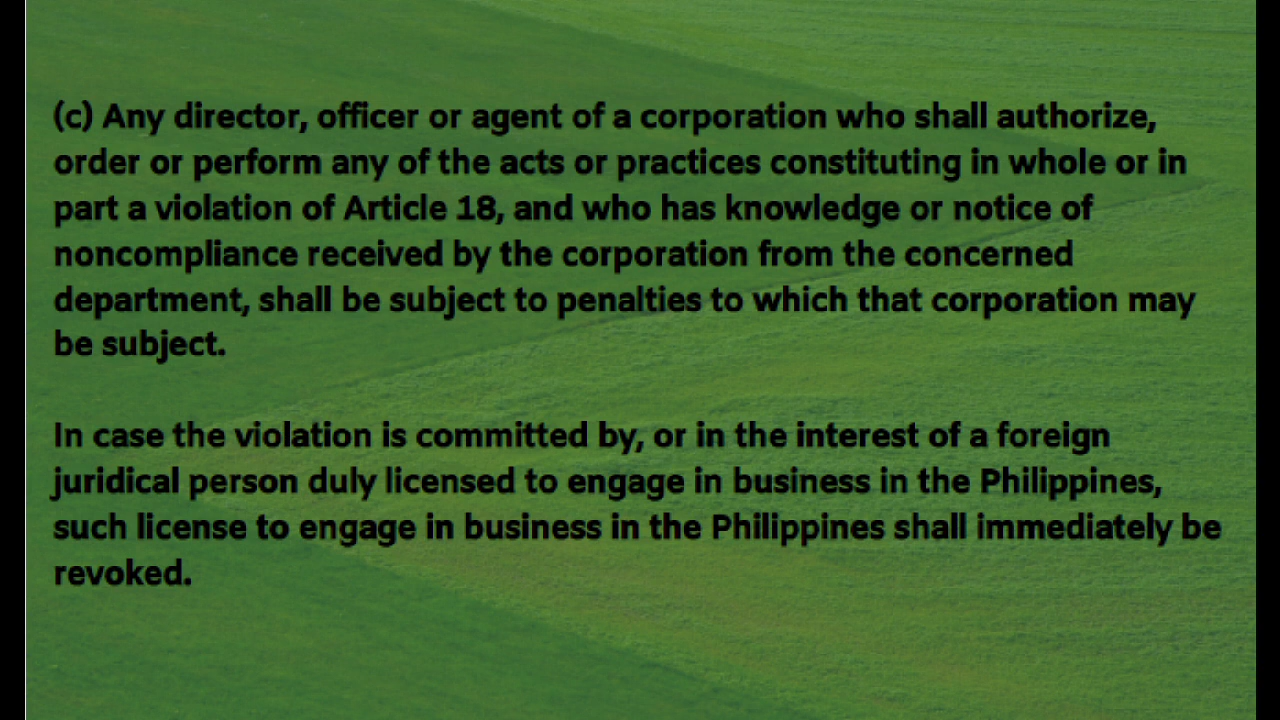 (c) Any director, officer or agent of a corporation who shall authorize,
order or perform any of the acts or practices constituting in whole or in
part a violation of Article 18, and who has knowledge or notice of
noncompliance received by the corporation from the concerned
department, shall be subject to penalties to which that corporation may
be subject.
In case the violation is committed by, or in the interest of a foreign
juridical person duly licensed to engage in business in the Philippines,
such license to engage in business in the Philippines shall immediately be
revoked.